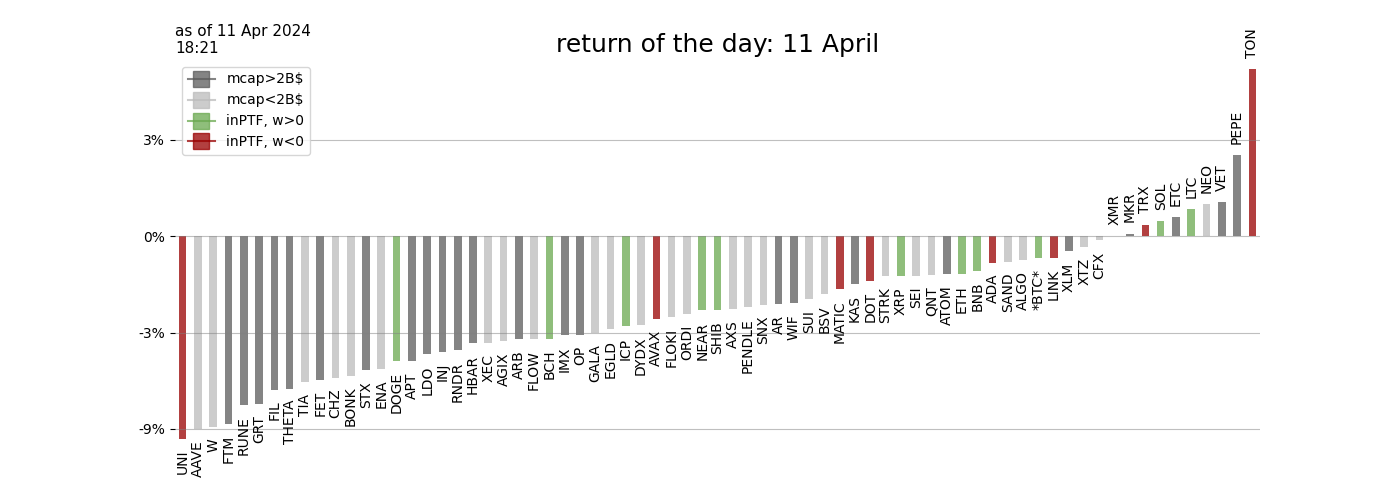 as of 11 Apr 2024
18:21
return of the day: 11 April
mcap>2B$
mcap<2B$
inPTF, w>0
inPTF, w<0
3%
0%
-3%
-9%
UNI
AAVE
W
FTM
RUNE
GRT
FIL
THETA
TIA
FET
CHZ
BONK
STX
ENA
DOGE
APT
LDO
INJ
RNDR
HBAR
XEC
AGIX
ARB
FLOW
BCH
IMX
OP
GALA
EGLD
ICP
DYDX
AVAX
FLOKI
ORDI
NEAR
SHIB
AXS
PENDLE
SNX
AR
WIF
SUI
BSV
MATIC
KAS
DOT
STRK
XRP
SEI
QNT
ATOM
ETH
BNB
ADA
SAND
ALGO
*BTC*
LINK
XLM
XTZ
CFX
XMR
MKR
TRX
SOL
ETC
LTC
NEO
VET
PEPE
TON